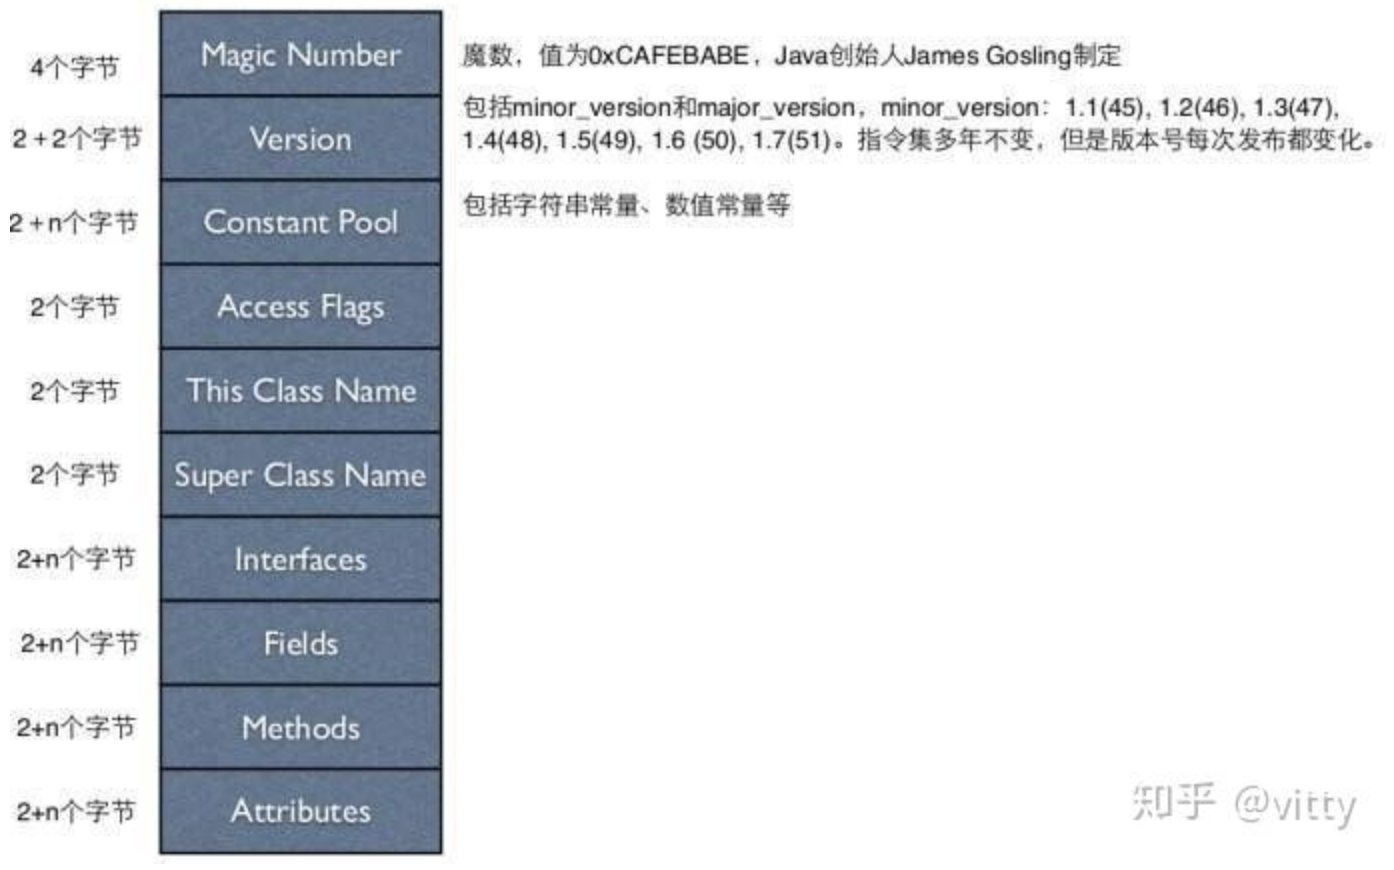 4个字节 Magic Number 魔数，值为0xCAFEBABE，Java创始人James Gosling制定
2 + 2个字节 Version 包括minor_version和major_version，minor_version：1.1(45), 1.2(46), 1.3(47),
1.4(48), 1.5(49), 1.6 (50), 1.7(51)。指令集多年不变，但是版本号每次发布都变化。
2 + n个字节 Constant Pool 包括字符串常量、数值常量等
2个字节 Access Flags
2个字节 This Class Name
2个字节 Super Class Name
2+n个字节 Interfaces
2+n个字节 Fields
2+n个字节 Methods
2+n个字节 Attributes
知乎 @vitty